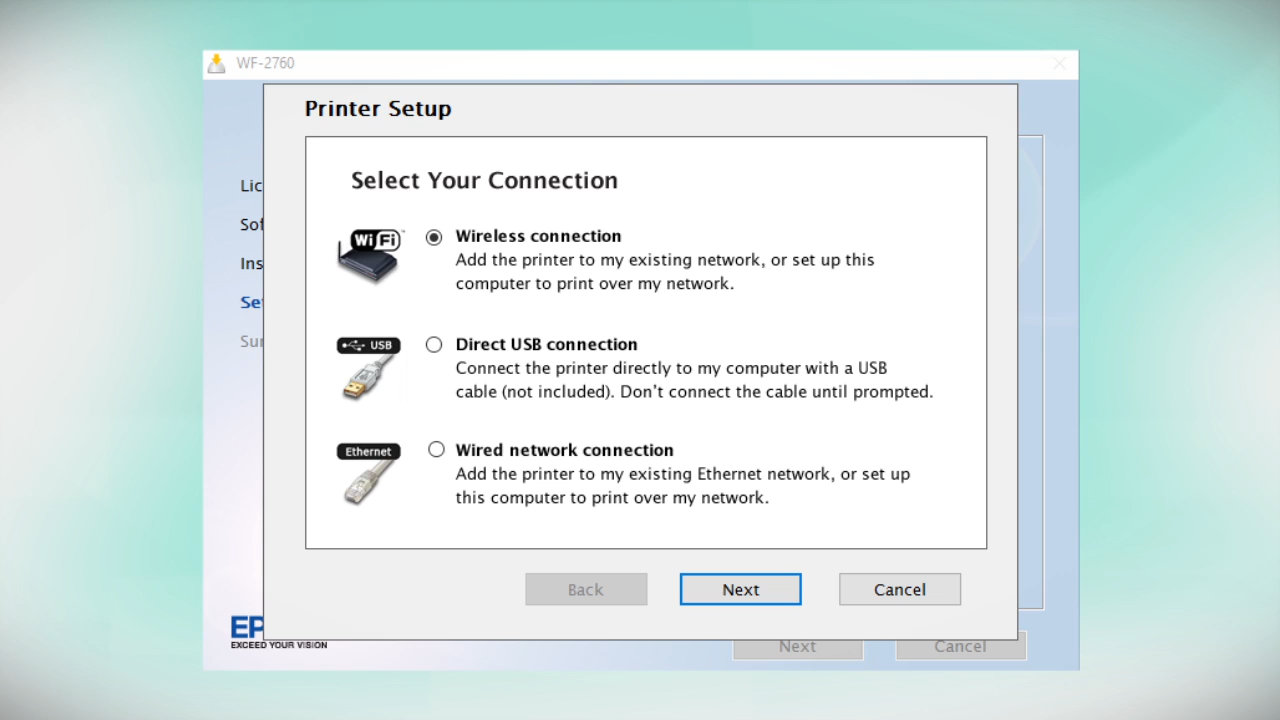 WF-2760
Printer Setup
Select Your Connection
WiFi
Wireless connection
Add the printer to my existing network, or set up this
computer to print over my network.
USB
Direct USB connection
Connect the printer directly to my computer with a USB
cable (not included). Don’t connect the cable until prompted.
Ethernet
Wired network connection
Add the printer to my existing Ethernet network, or set up
this computer to print over my network.
Back
Next
Cancel
Lic
Sof
Ins
Se
Sur
EP
EXCEED YOUR VISION
Next
Cancel